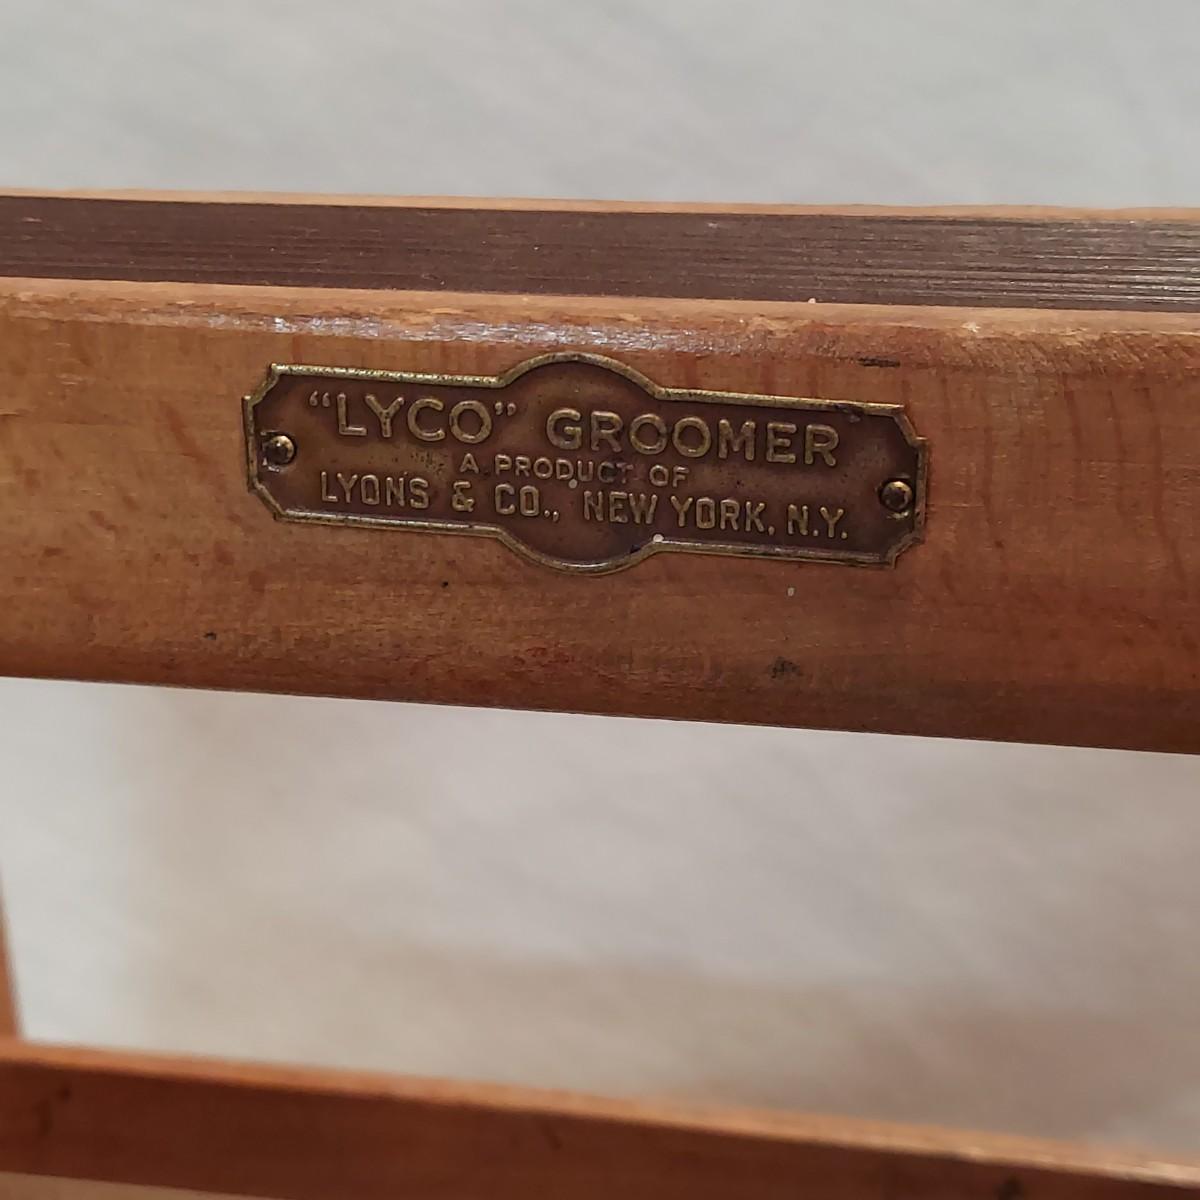 “LYCO” GROOMER
A PRODUCT OF
LYONS & CO., NEW YORK, N.Y.